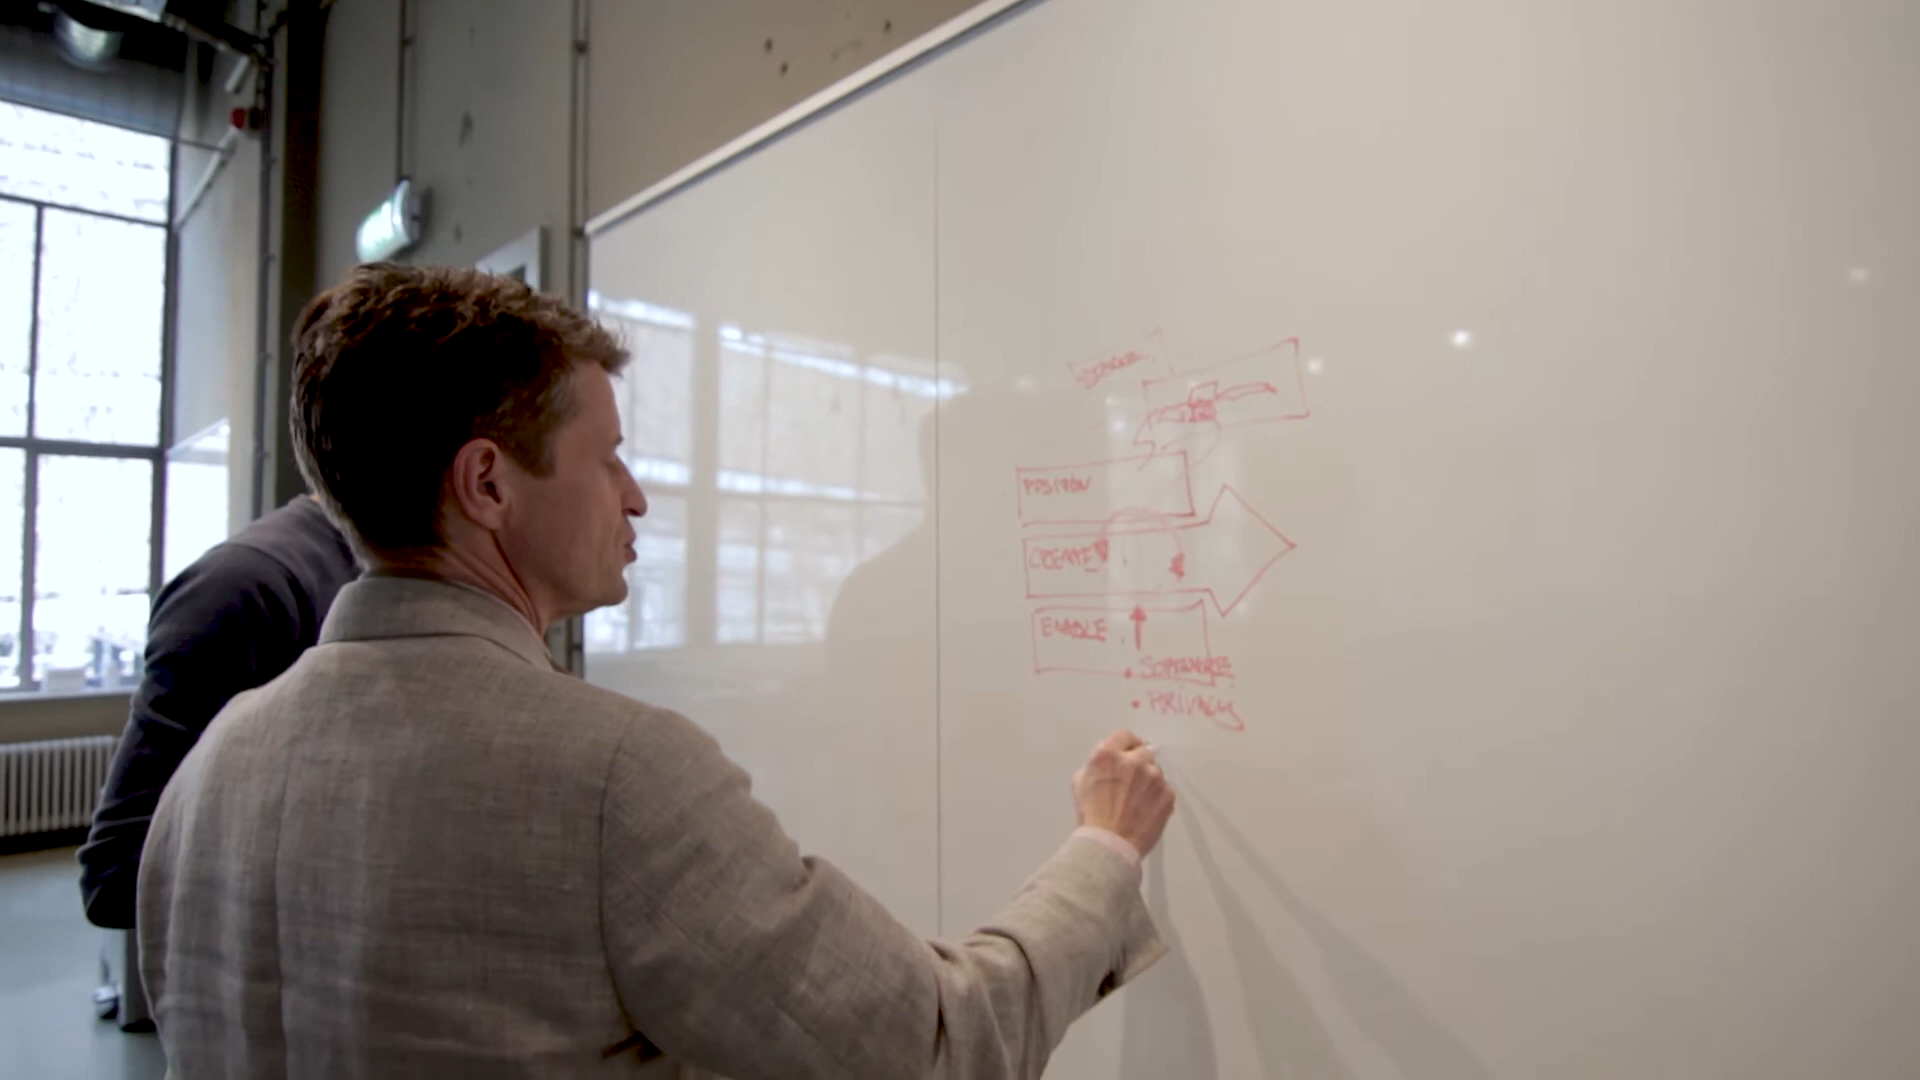 POSITION
CREATE
ENABLE
• SOFTWARE
• PRIVACY